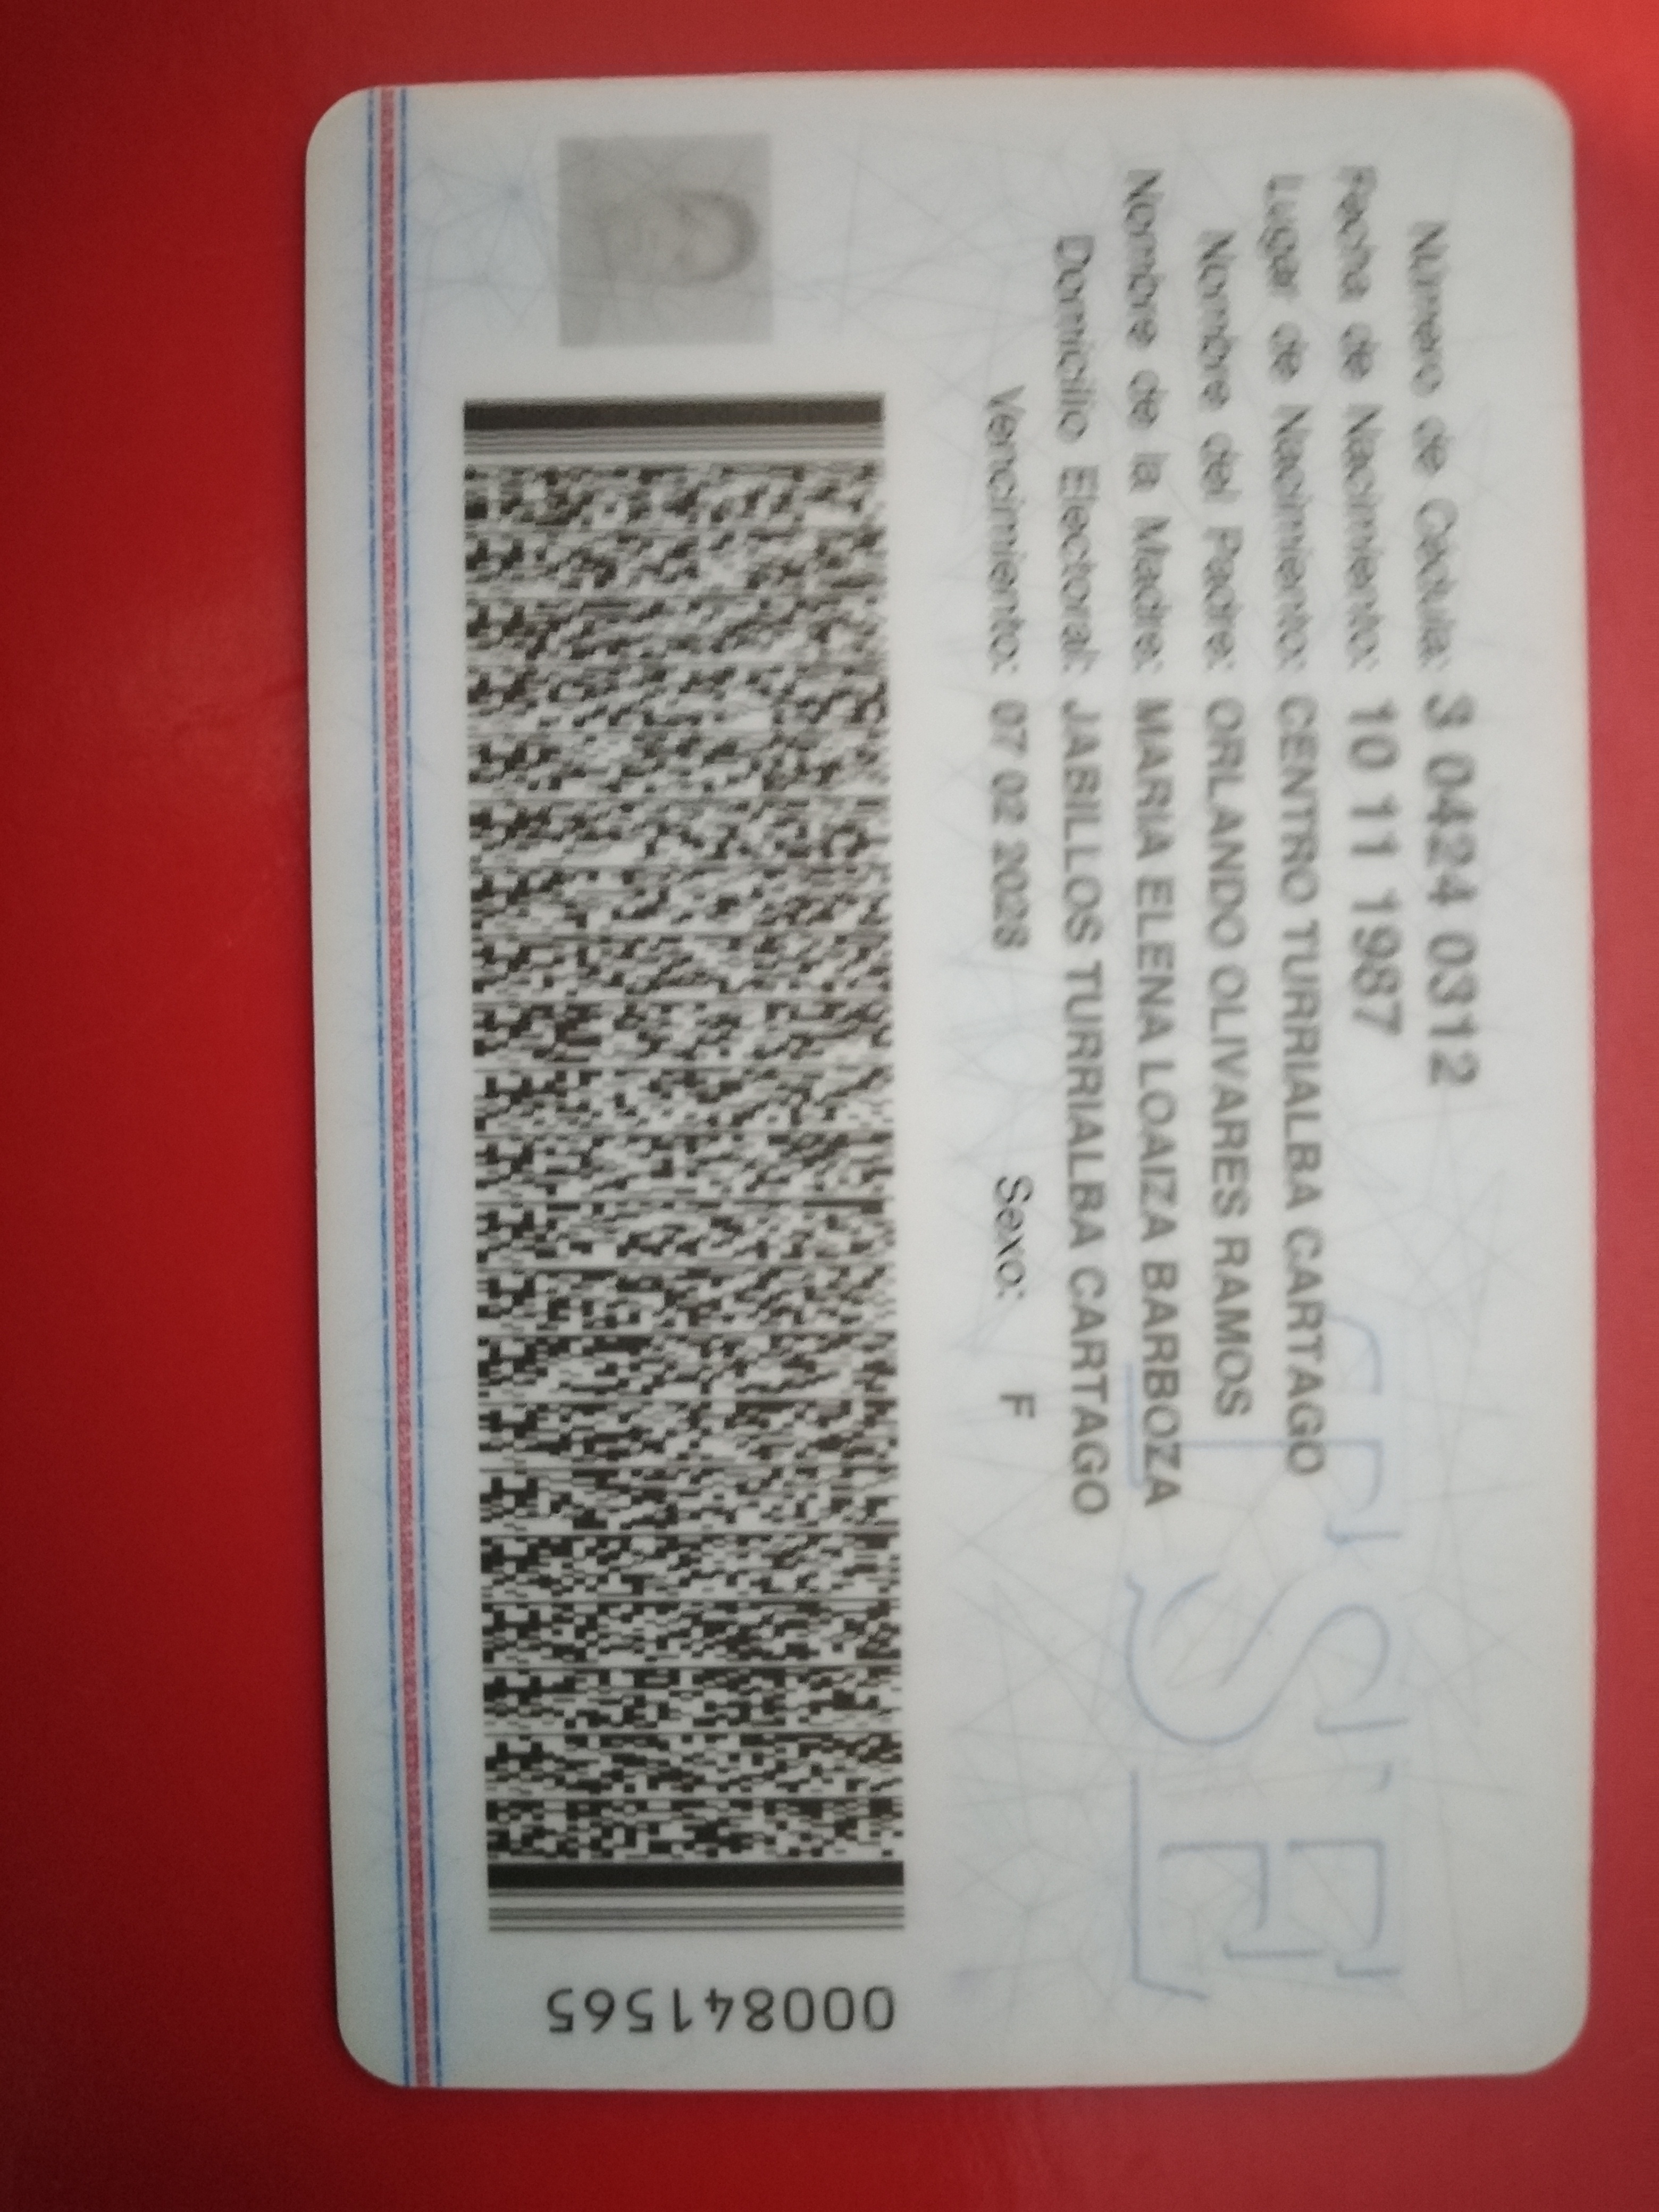 Número de Cédula: 3 0424 0312
Fecha de Nacimiento: 10 11 1987
Lugar de Nacimiento: CENTRO TURRIALBA CARTAGO
Nombre del Padre: ORLANDO OLIVARES RAMOS
Nombre de la Madre: MARIA ELENA LOAIZA BARBOZA
Domicilio Electoral: JABILLOS TURRIALBA CARTAGO
Vencimiento: 07 02 2028 Sexo: F
TSE
000841565